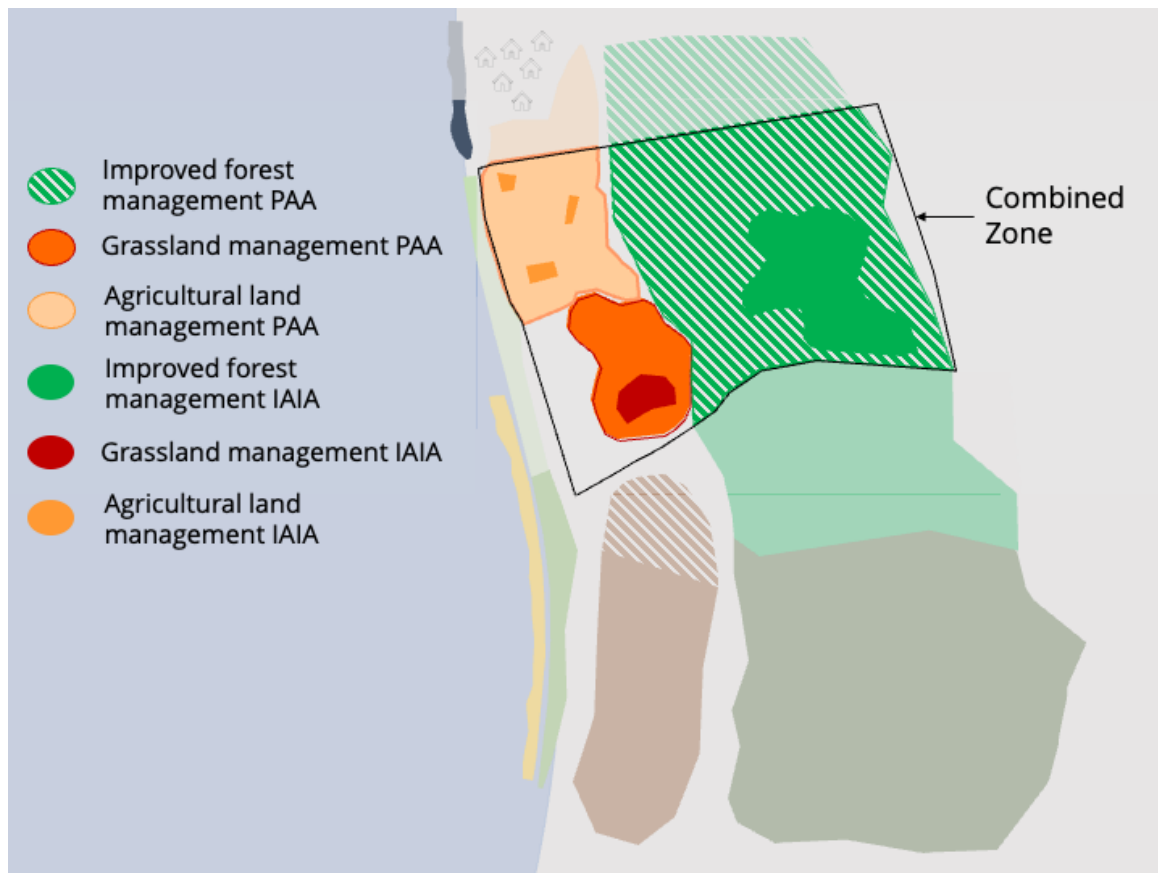 Improved forest
management PAA
Grassland management PAA
Agricultural land
management PAA
Improved forest
management IAIA
Grassland management IAIA
Agricultural land
management IAIA
Combined
Zone